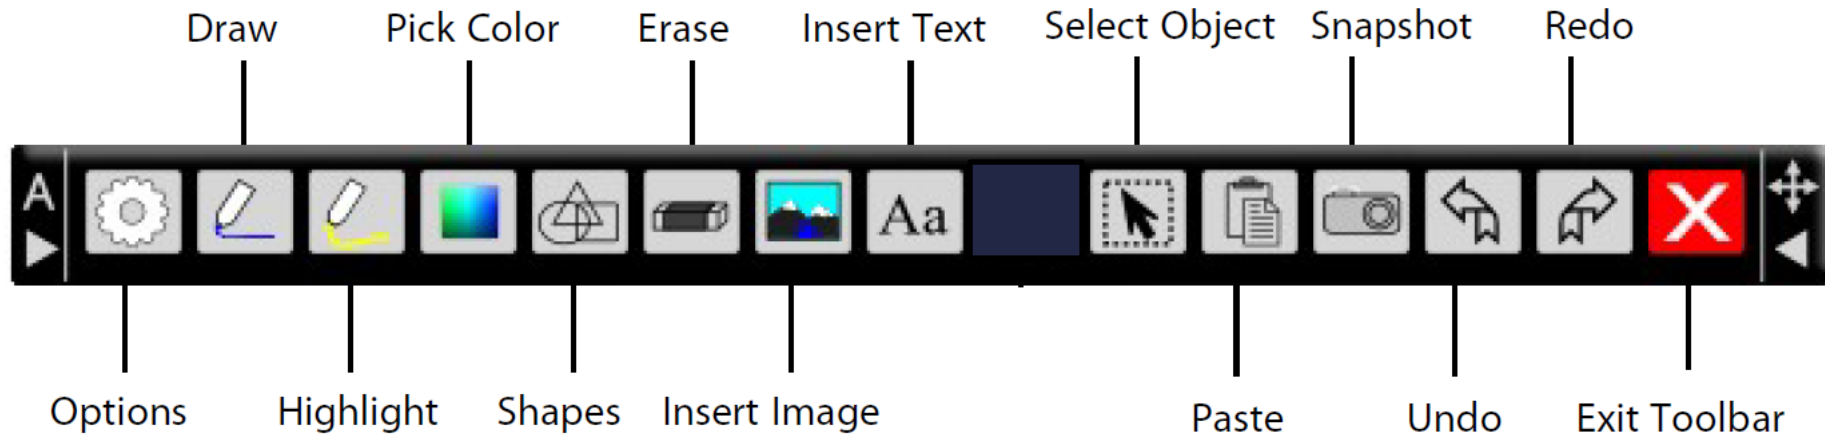 Draw Pick Color Erase Insert Text Select Object Snapshot Redo
A
Aa
X
Options Highlight Shapes Insert Image Paste Undo Exit Toolbar